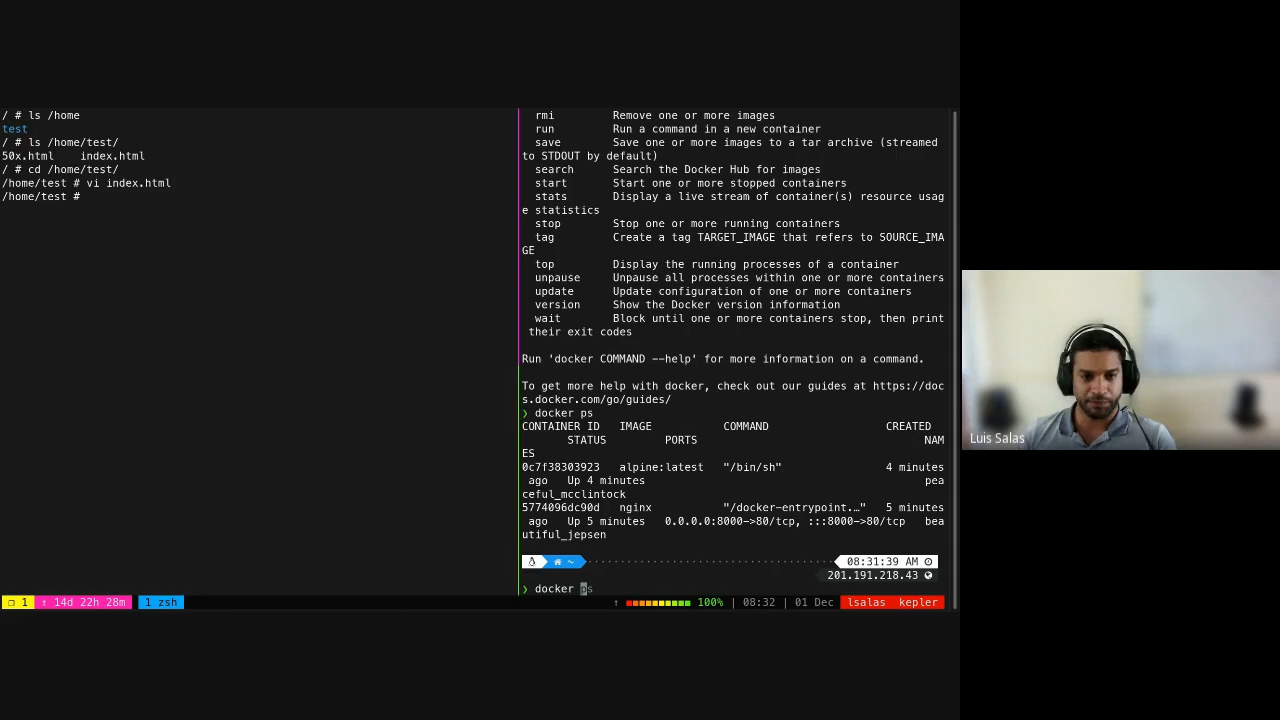 / # ls /home
test
/ # ls /home/test/
50x.html    index.html
/ # cd /home/test/
/home/test # vi index.html
/home/test #
rmi         Remove one or more images
run         Run a command in a new container
save        Save one or more images to a tar archive (streamed
to STDOUT by default)
search      Search the Docker Hub for images
start       Start one or more stopped containers
stats       Display a live stream of container(s) resource usag
e statistics
stop        Stop one or more running containers
tag         Create a tag TARGET_IMAGE that refers to SOURCE_IMA
GE
top         Display the running processes of a container
unpause     Unpause all processes within one or more containers
update      Update configuration of one or more containers
version     Show the Docker version information
wait        Block until one or more containers stop, then print
their exit codes
Run 'docker COMMAND --help' for more information on a command.
To get more help with docker, check out our guides at https://doc
s.docker.com/go/guides/
❯ docker ps
CONTAINER ID   IMAGE           COMMAND                  CREATED
STATUS         PORTS                                   NAM
ES
0c7f38303923   alpine:latest   "/bin/sh"                4 minutes
ago   Up 4 minutes                                           pea
ceful_mcclintock
5774096dc90d   nginx           "/docker-entrypoint.…"   5 minutes
ago   Up 5 minutes   0.0.0.0:8000->80/tcp, :::8000->80/tcp   bea
utiful_jepsen
~ 08:31:39 AM
201.191.218.43
❯ docker ps
1 ↑ 14d 22h 28m 1 zsh ↑ 100% | 08:32 | 01 Dec lsalas kepler
Luis Salas